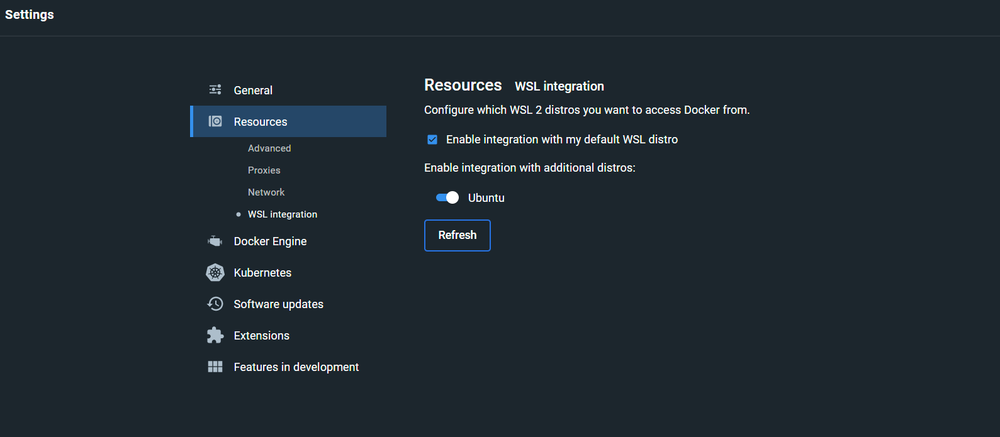 Settings
General
Resources
Advanced
Proxies
Network
WSL integration
Docker Engine
Kubernetes
Software updates
Extensions
Features in development
Resources WSL integration
Configure which WSL 2 distros you want to access Docker from.
Enable integration with my default WSL distro
Enable integration with additional distros:
Ubuntu
Refresh